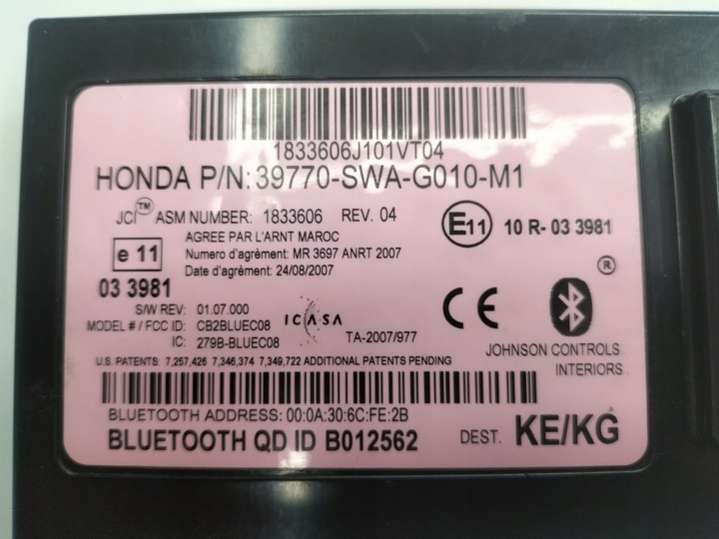 1833606J101VT04
HONDA P/N: 39770-SWA-G010-M1
JCI™ ASM NUMBER: 1833606 REV. 04
E11 10 R- 03 3981
AGREE PAR L'ARNT MAROC
e 11
Numero d'agrèment: MR 3697 ANRT 2007
Date d'agrèment: 24/08/2007
03 3981
®
S/W REV: 01.07.000
MODEL # / FCC ID: CB2BLUEC08
ICASA
CE
IC: 279B-BLUEC08
TA-2007/977
JOHNSON CONTROLS
INTERIORS
U.S. PATENTS: 7,257,426 7,346,374 7,349,722 ADDITIONAL PATENTS PENDING
BLUETOOTH ADDRESS: 00:0A:30:6C:FE:2B
BLUETOOTH QD ID B012562
DEST. KE/KG